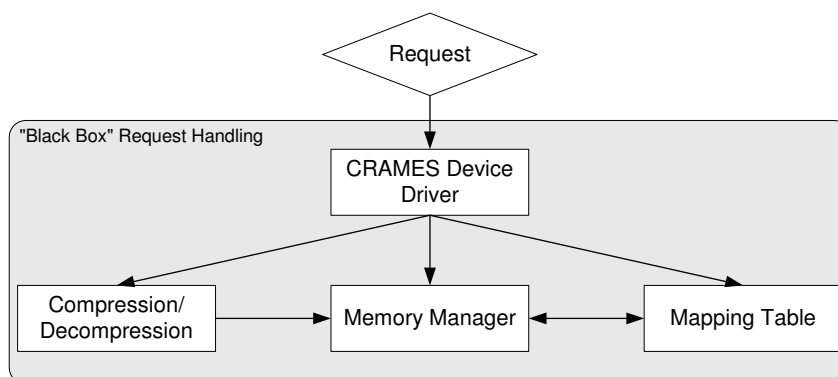 Request
"Black Box" Request Handling
CRAMES Device
Driver
Compression/
Decompression
Memory Manager
Mapping Table